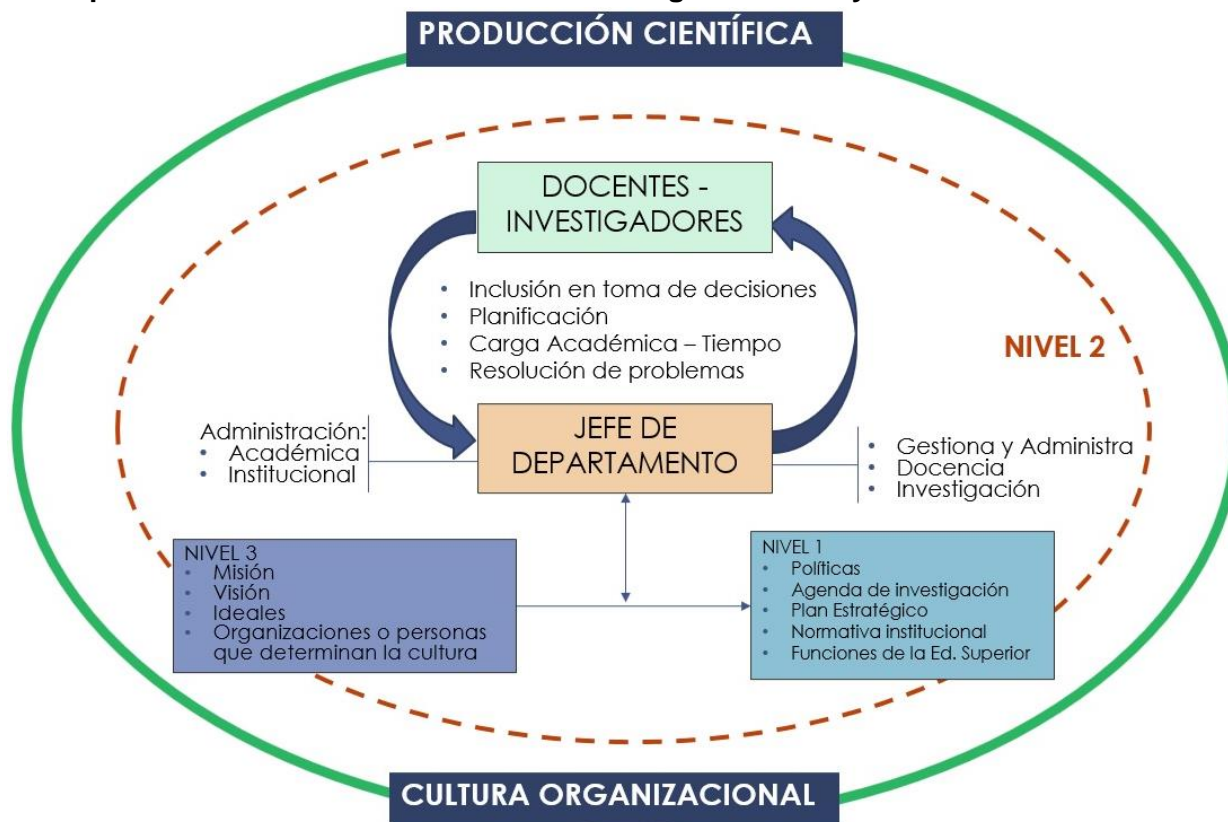 PRODUCCIÓN CIENTÍFICA
DOCENTES -
INVESTIGADORES
• Inclusión en toma de decisiones
• Planificación
• Carga Académica – Tiempo
• Resolución de problemas
NIVEL 2
Administración:
• Académica
• Institucional
JEFE DE
DEPARTAMENTO
• Gestiona y Administra
• Docencia
• Investigación
NIVEL 3
• Misión
• Visión
• Ideales
• Organizaciones o personas
que determinan la cultura
NIVEL 1
• Políticas
• Agenda de investigación
• Plan Estratégico
• Normativa institucional
• Funciones de la Ed. Superior
CULTURA ORGANIZACIONAL